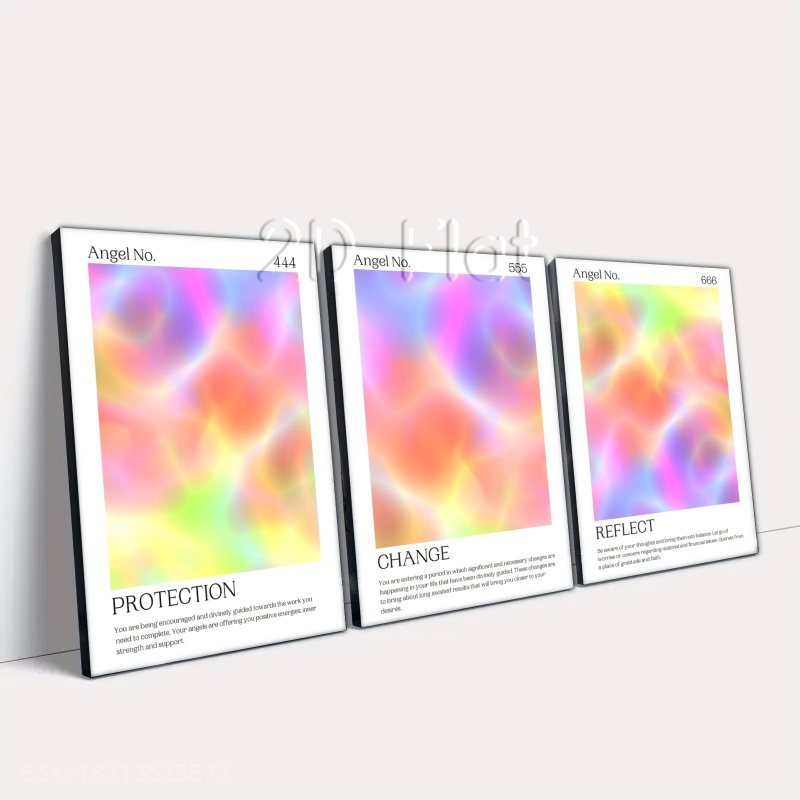 2D Flat
Angel No. 444
PROTECTION
You are being encouraged and divinely guided towards the work you
need to complete. Your angels are offering you positive energies, inner
strength and support.
Angel No. 555
CHANGE
You are entering a period in which significant and necessary changes are
happening in your life that have been divinely guided. These changes are
to bring about long awaited results that will bring you closer to your
desires.
Angel No. 666
REFLECT
Be aware of your thoughts and bring them into balance. Let go of
worries or concern regarding material and financial issues. Operate from
a place of gratitude and faith.
634418213523572